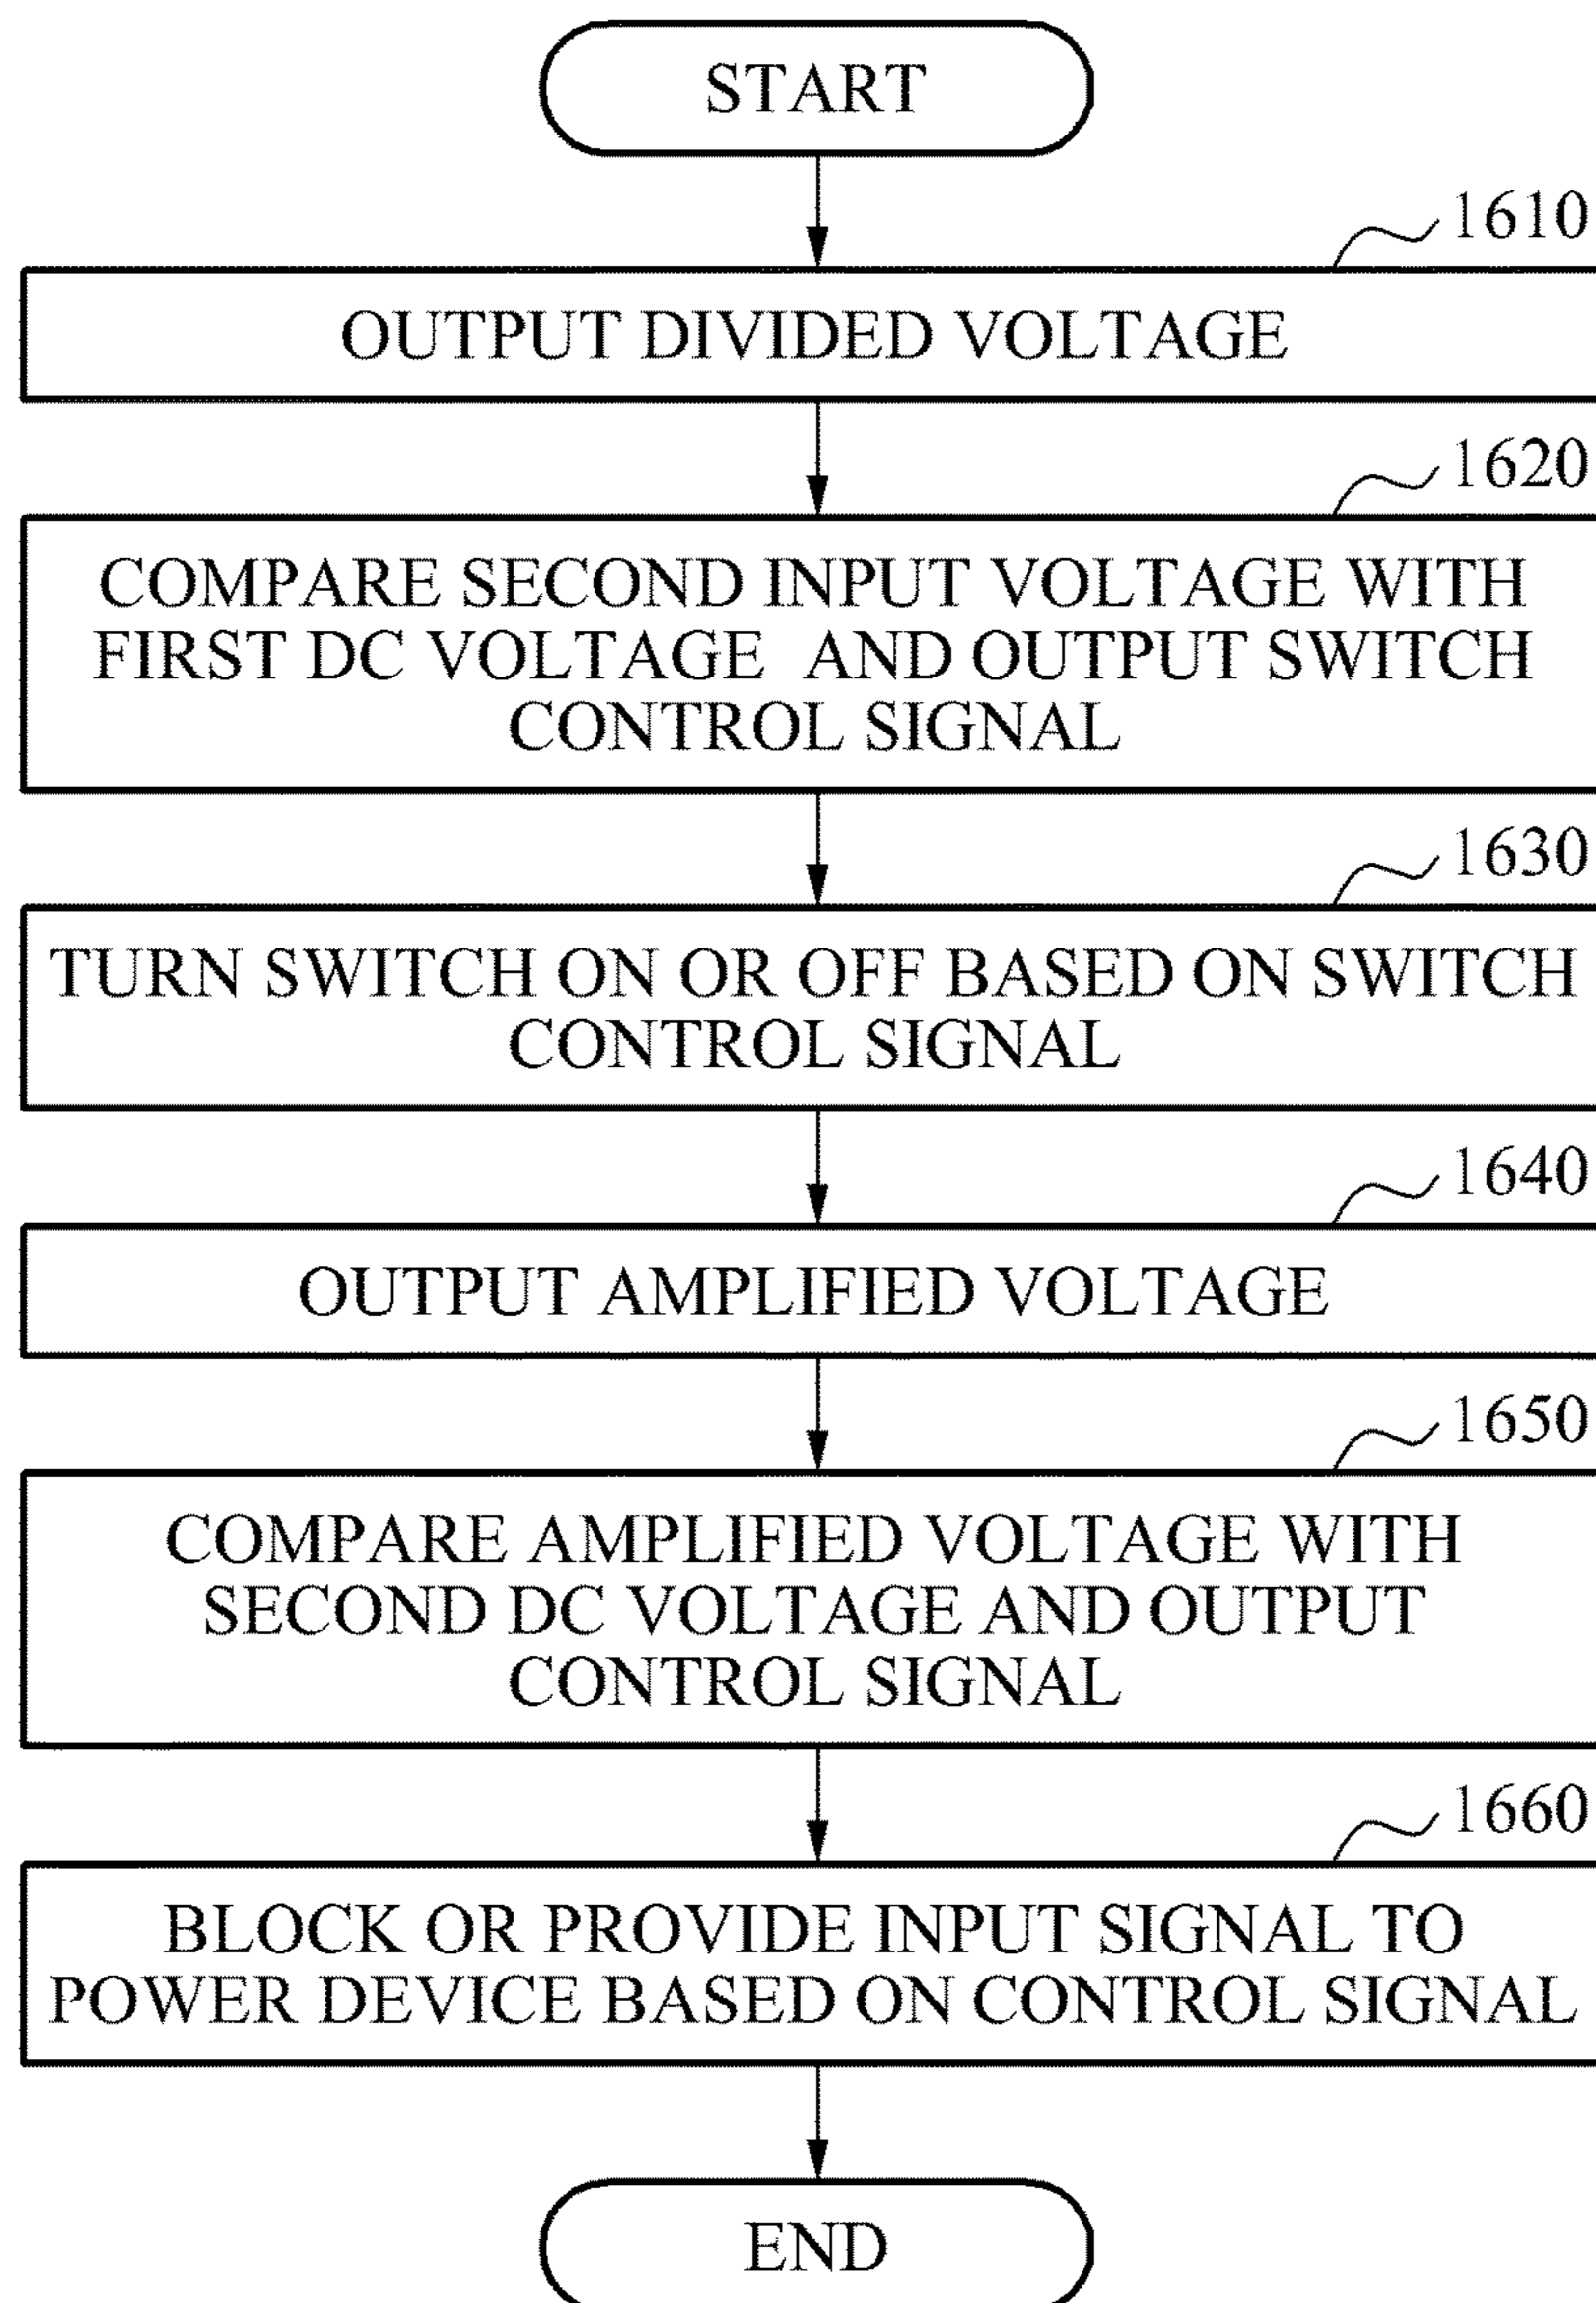 START
1610
OUTPUT DIVIDED VOLTAGE
1620
COMPARE SECOND INPUT VOLTAGE WITH
FIRST DC VOLTAGE AND OUTPUT SWITCH
CONTROL SIGNAL
1630
TURN SWITCH ON OR OFF BASED ON SWITCH
CONTROL SIGNAL
1640
OUTPUT AMPLIFIED VOLTAGE
1650
COMPARE AMPLIFIED VOLTAGE WITH
SECOND DC VOLTAGE AND OUTPUT
CONTROL SIGNAL
1660
BLOCK OR PROVIDE INPUT SIGNAL TO
POWER DEVICE BASED ON CONTROL SIGNAL
END